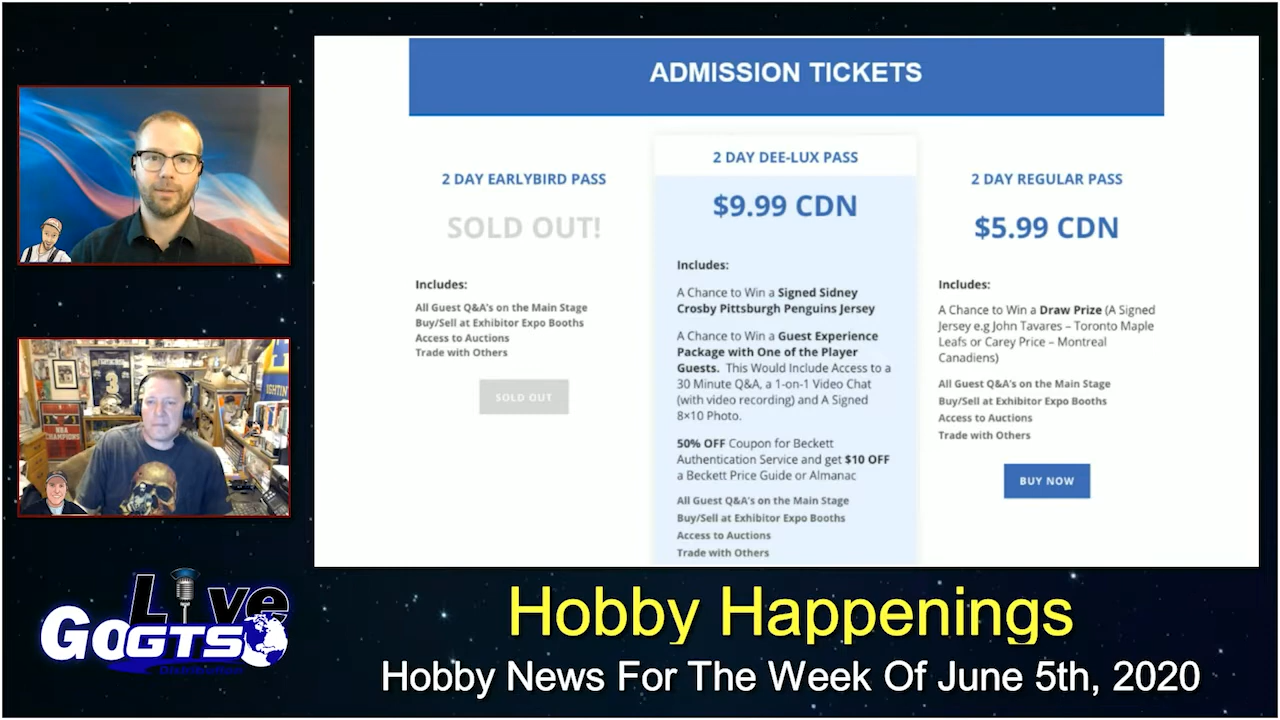 ADMISSION TICKETS
2 DAY EARLYBIRD PASS
SOLD OUT!
Includes:
All Guest Q&A's on the Main Stage
Buy/Sell at Exhibitor Expo Booths
Access to Auctions
Trade with Others
SOLD OUT
2 DAY DEE-LUX PASS
$9.99 CDN
Includes:
A Chance to Win a Signed Sidney
Crosby Pittsburgh Penguins Jersey
A Chance to Win a Guest Experience
Package with One of the Player
Guests. This Would Include Access to a
30 Minute Q&A, a 1-on-1 Video Chat
(with video recording) and A Signed
8×10 Photo.
50% OFF Coupon for Beckett
Authentication Service and get $10 OFF
a Beckett Price Guide or Almanac
All Guest Q&A's on the Main Stage
Buy/Sell at Exhibitor Expo Booths
Access to Auctions
Trade with Others
2 DAY REGULAR PASS
$5.99 CDN
Includes:
A Chance to Win a Draw Prize (A Signed
Jersey e.g John Tavares – Toronto Maple
Leafs or Carey Price – Montreal
Canadiens)
All Guest Q&A's on the Main Stage
Buy/Sell at Exhibitor Expo Booths
Access to Auctions
Trade with Others
BUY NOW
3
NBA
CHAMPIONS
Live
GOGTS
Hobby Happenings
Hobby News For The Week Of June 5th, 2020